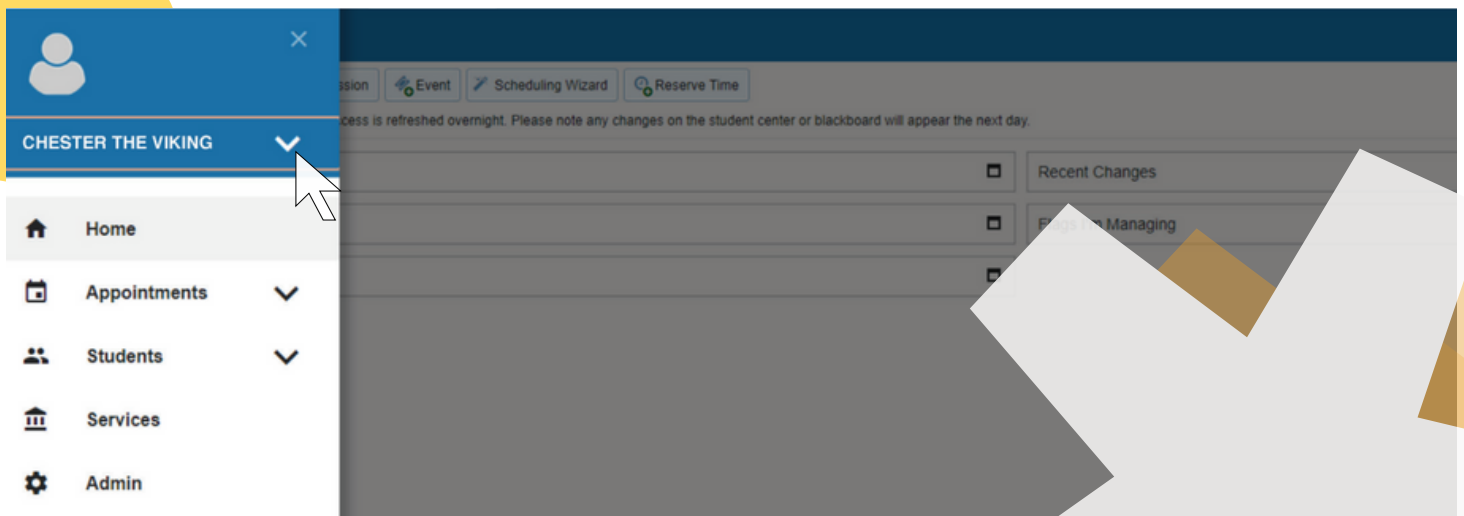 ssion Event Scheduling Wizard Reserve Time
cess is refreshed overnight. Please note any changes on the student center or blackboard will appear the next day.
CHESTER THE VIKING
Recent Changes
Flags I'm Managing
Home
Appointments
Students
Services
Admin